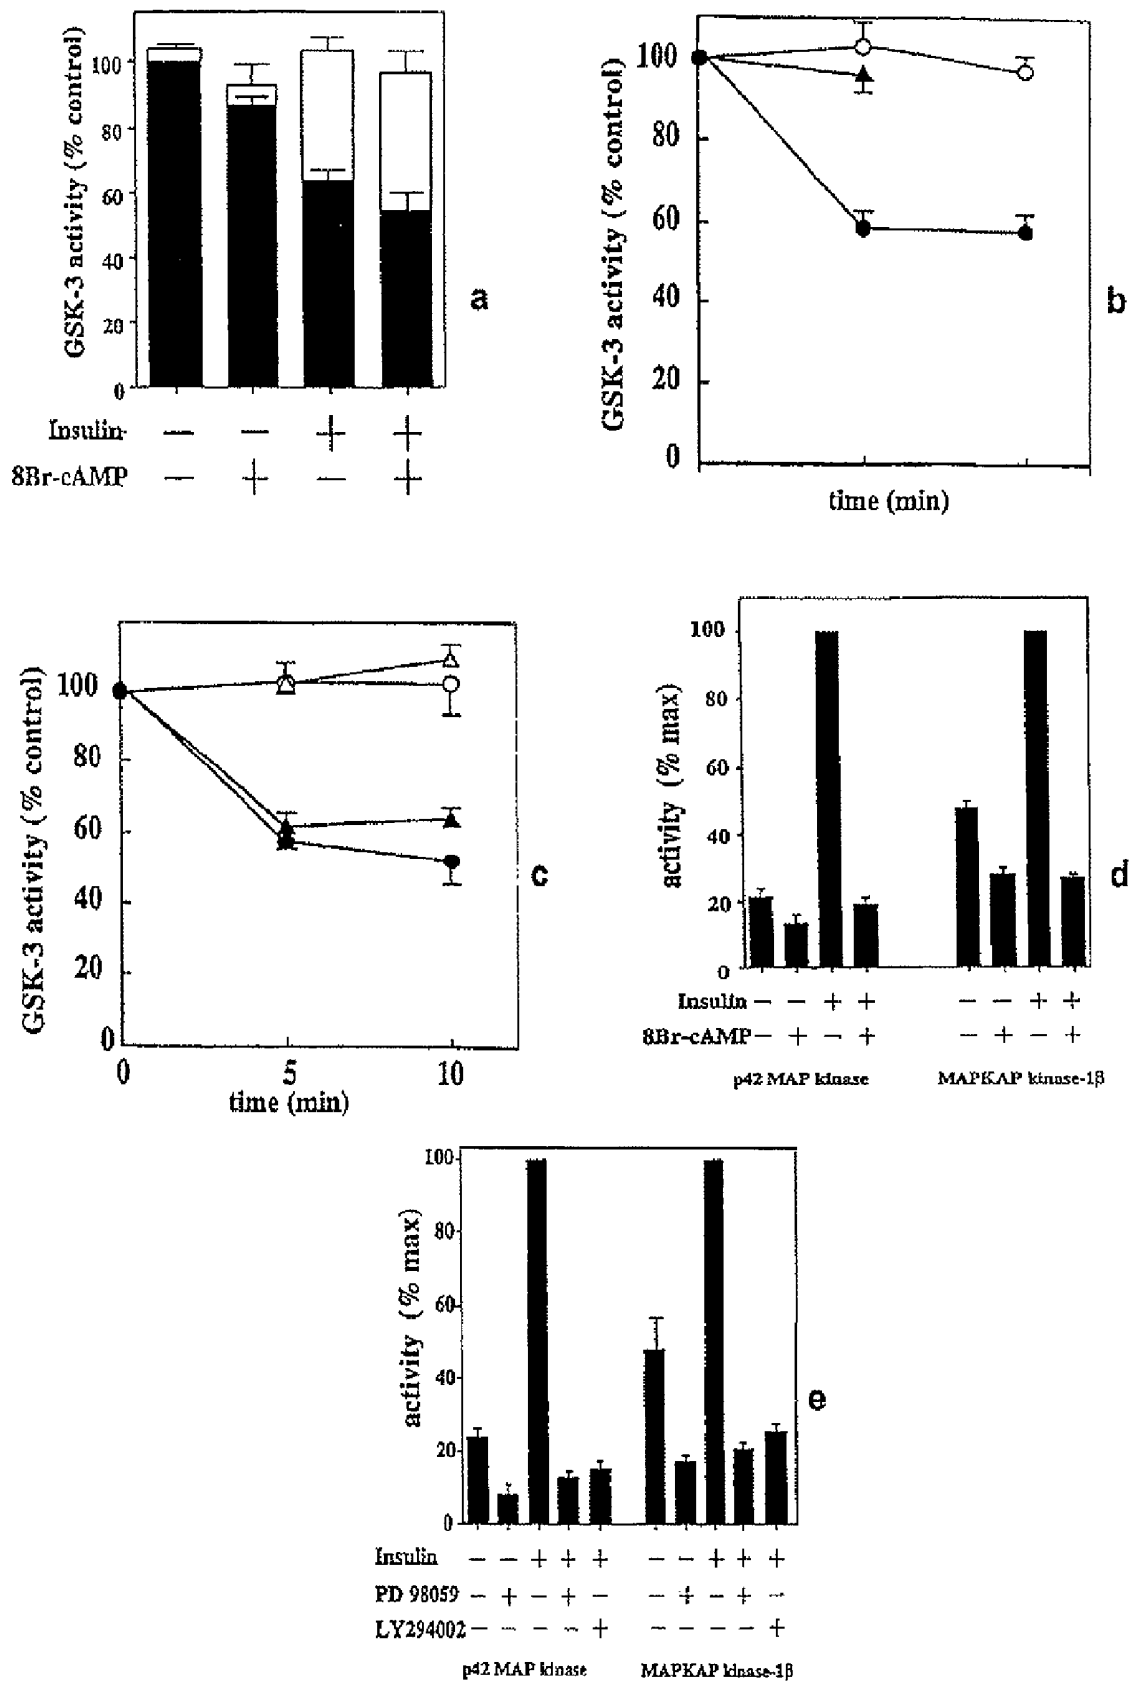 GSK-3 activity (% control)
100
80
60
40
20
0
Insulin - - + +
8Br-cAMP - + - +
a
GSK-3 activity (% control)
100
80
60
40
20
0
time (min)
b
GSK-3 activity (% control)
100
80
60
40
20
0
0 5 10
time (min)
c
activity (% max)
100
80
60
40
20
0
Insulin - - + + - - + +
8Br-cAMP - + - + - + - +
p42 MAP kinase MAPKAP kinase-1β
d
activity (% max)
100
80
60
40
20
0
Insulin - - + + + - - + + +
PD 98059 - + - + - - + - + -
LY294002 - - - - + - - - - +
p42 MAP kinase MAPKAP kinase-1β
e